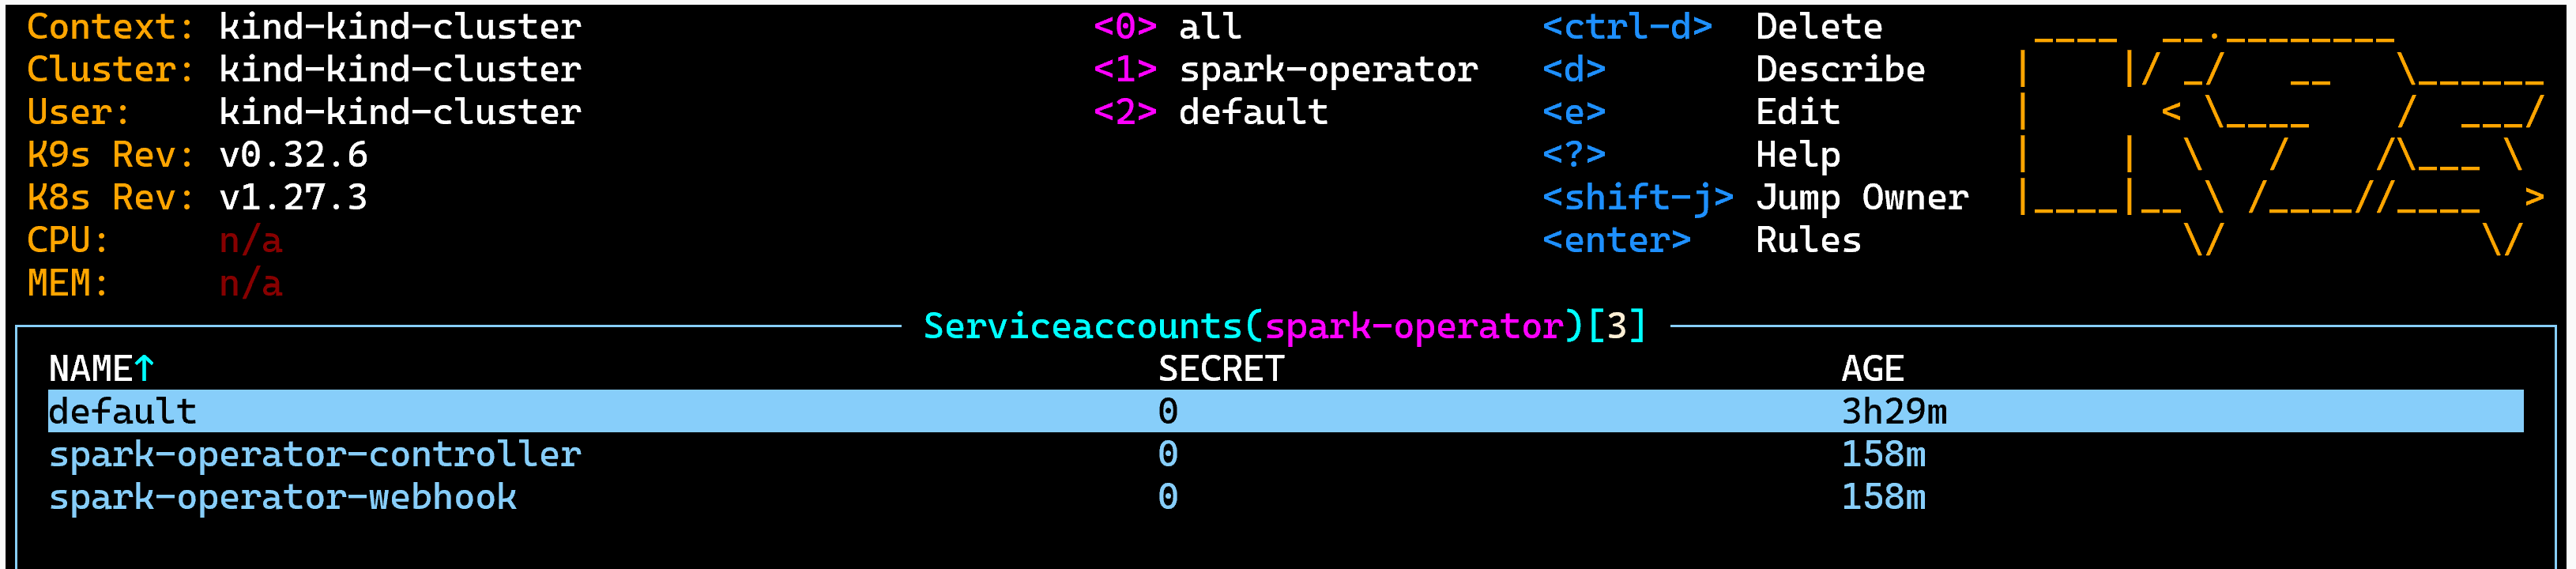 Context: kind-kind-cluster <0> all <ctrl-d> Delete
Cluster: kind-kind-cluster <1> spark-operator <d> Describe
User: kind-kind-cluster <2> default <e> Edit
K9s Rev: v0.32.6 <?> Help
K8s Rev: v1.27.3 <shift-j> Jump Owner
CPU: n/a <enter> Rules
MEM: n/a
Serviceaccounts(spark-operator)[3]
NAME↑ SECRET AGE
default 0 3h29m
spark-operator-controller 0 158m
spark-operator-webhook 0 158m